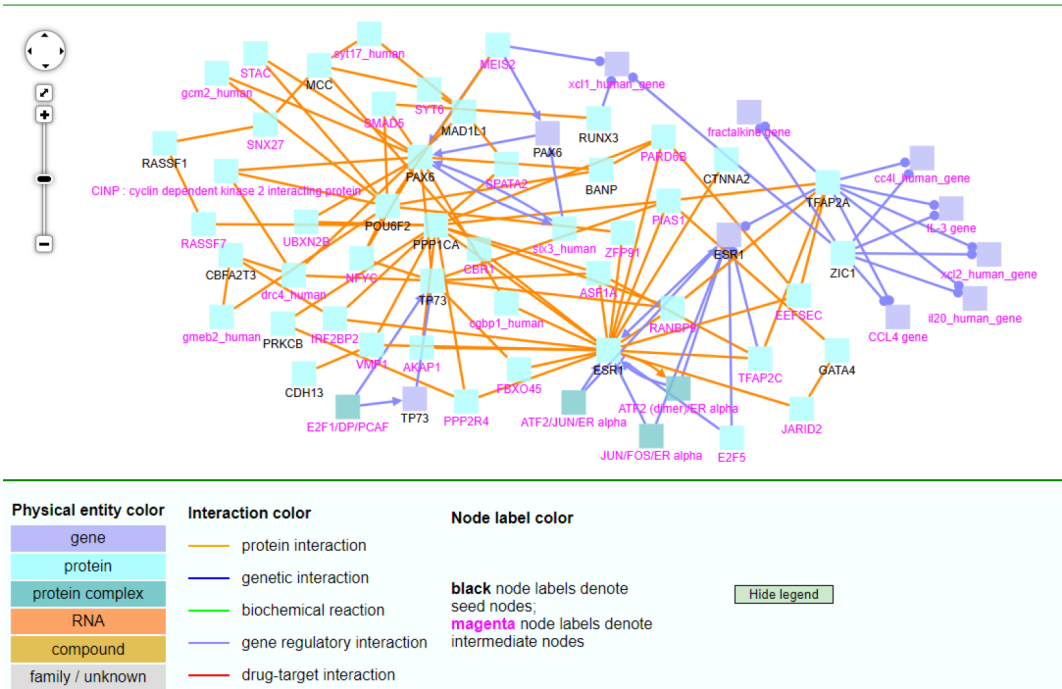 syt17_human
MEIS2
STAC
MCC
xcl1_human_gene
gcm2_human
SYT6
SMAD5
MAD1L1
fractalkine gene
RUNX3
SNX27
PAX6
PARD6B
RASSF1
CTNNA2
cc4l_human_gene
PAX6
SPATA2
BANP
CINP : cyclin dependent kinase 2 interacting protein
TFAP2A
PIAS1
POU6F2
IL-3 gene
RASSF7
UBXN2B
PPP1CA
six3_human
ZFP91
ESR1
CBFA2T3
NFYC
CBR1
ZIC1
xcl2_human_gene
drc4_human
TP73
ASF1A
cgbp1_human
RANBP9
EEFSEC
il20_human_gene
gmeb2_human
PRKCB
IRF2BP2
CCL4 gene
VMP1
AKAP1
ESR1
TFAP2C
GATA4
CDH13
FBXO45
ATF2 (dimer)/ER alpha
E2F1/DP/PCAF
TP73
PPP2R4
ATF2/JUN/ER alpha
JARID2
JUN/FOS/ER alpha
E2F5
Physical entity color
gene
protein
protein complex
RNA
compound
family / unknown
Interaction color
protein interaction
genetic interaction
biochemical reaction
gene regulatory interaction
drug-target interaction
Node label color
black node labels denote
seed nodes;
magenta node labels denote
intermediate nodes
Hide legend